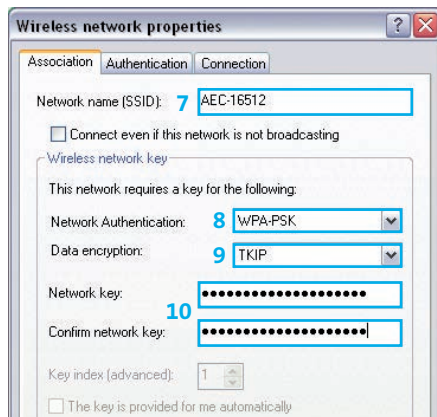 Wireless network properties
Association Authentication Connection
Network name (SSID): 7 AEC-16512
Connect even if this network is not broadcasting
Wireless network key
This network requires a key for the following:
Network Authentication: 8 WPA-PSK
Data encryption: 9 TKIP
Network key: ••••••••••••••••••••
10
Confirm network key: ••••••••••••••••••••
Key index (advanced): 1
The key is provided for me automatically